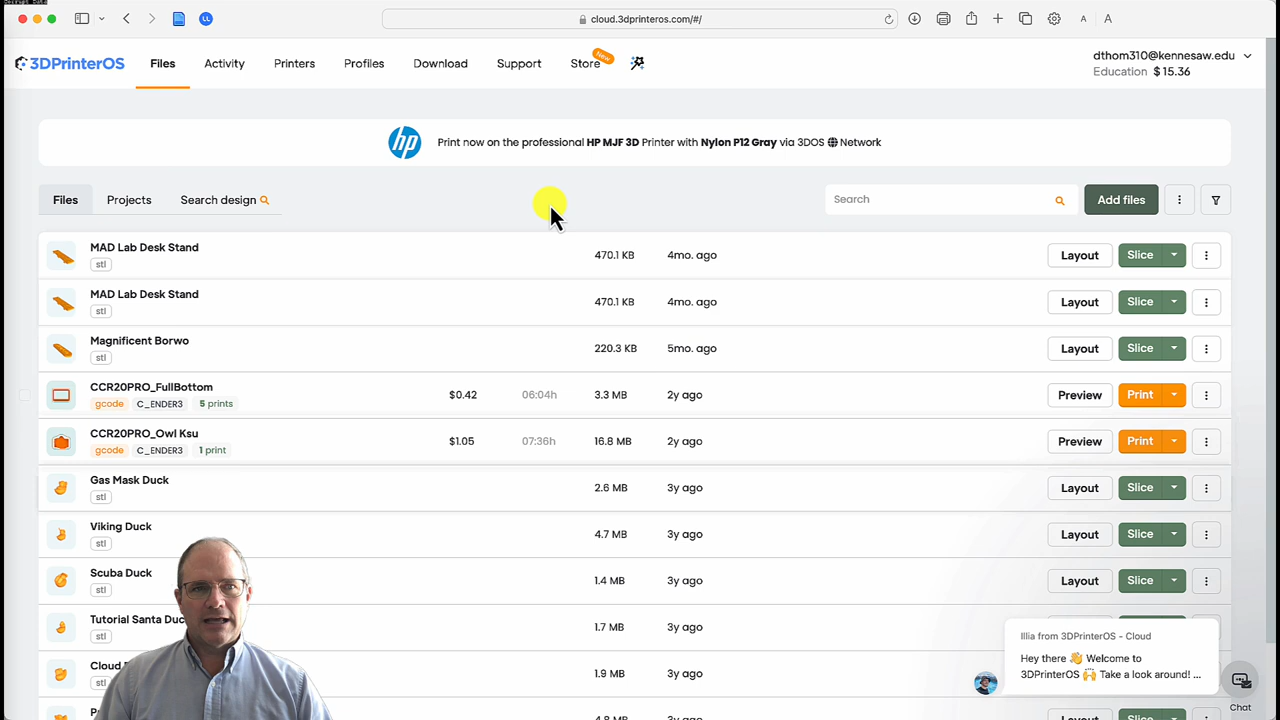 cloud.3dprinteros.com/#/
A A
3DPrinterOS Files Activity Printers Profiles Download Support Store New
dthom310@kennesaw.edu
Education $ 15.36
hp Print now on the professional HP MJF 3D Printer with Nylon P12 Gray via 3DOS Network
Files Projects Search design Search Add files
MAD Lab Desk Stand 470.1 KB 4mo. ago Layout Slice
stl
MAD Lab Desk Stand 470.1 KB 4mo. ago Layout Slice
stl
Magnificent Borwo 220.3 KB 5mo. ago Layout Slice
stl
CCR20PRO_FullBottom $0.42 06:04h 3.3 MB 2y ago Preview Print
gcode C_ENDER3 5 prints
CCR20PRO_Owl Ksu $1.05 07:36h 16.8 MB 2y ago Preview Print
gcode C_ENDER3 1 print
Gas Mask Duck 2.6 MB 3y ago Layout Slice
stl
Viking Duck 4.7 MB 3y ago Layout Slice
stl
Scuba Duck 1.4 MB 3y ago Layout Slice
stl
Tutorial Santa Duc 1.7 MB 3y ago
stl
Cloud 1.9 MB 3y ago
stl
4.8 MB 3y ago
Illia from 3DPrinterOS - Cloud
Hey there 👋 Welcome to
3DPrinterOS 🙌 Take a look around! ...
Chat